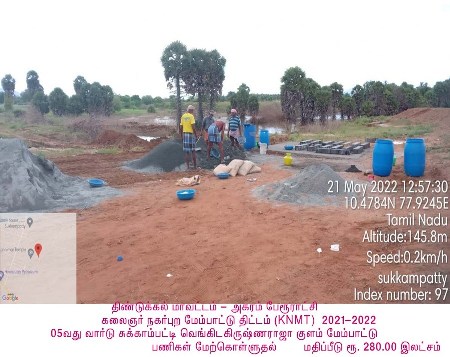 21 May 2022 12:57:30
10.4784N 77.9245E
Tamil Nadu
Altitude:145.8m
Speed:0.2km/h
sukkampatty
Index number: 97
Google
திண்டுக்கல் மாவட்டம் – அகரம் பேரூராட்சி
கலைஞர் நகர்புற மேம்பாட்டு திட்டம் (KNMT) 2021-2022
05வது வார்டு சுக்காம்பட்டி வெங்கிடகிருஷ்ணராஜா குளம் மேம்பாட்டு
பணிகள் மேற்கொள்ளுதல் மதிப்பீடு ரூ. 280.00 இலட்சம்